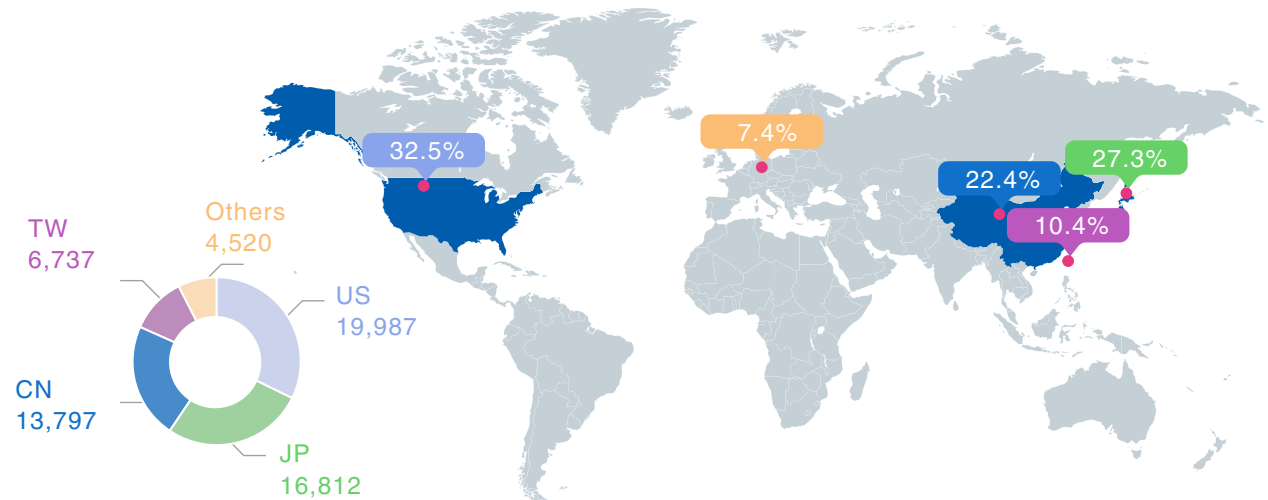 32.5%
7.4%
22.4%
27.3%
10.4%
TW
6,737
Others
4,520
US
19,987
CN
13,797
JP
16,812